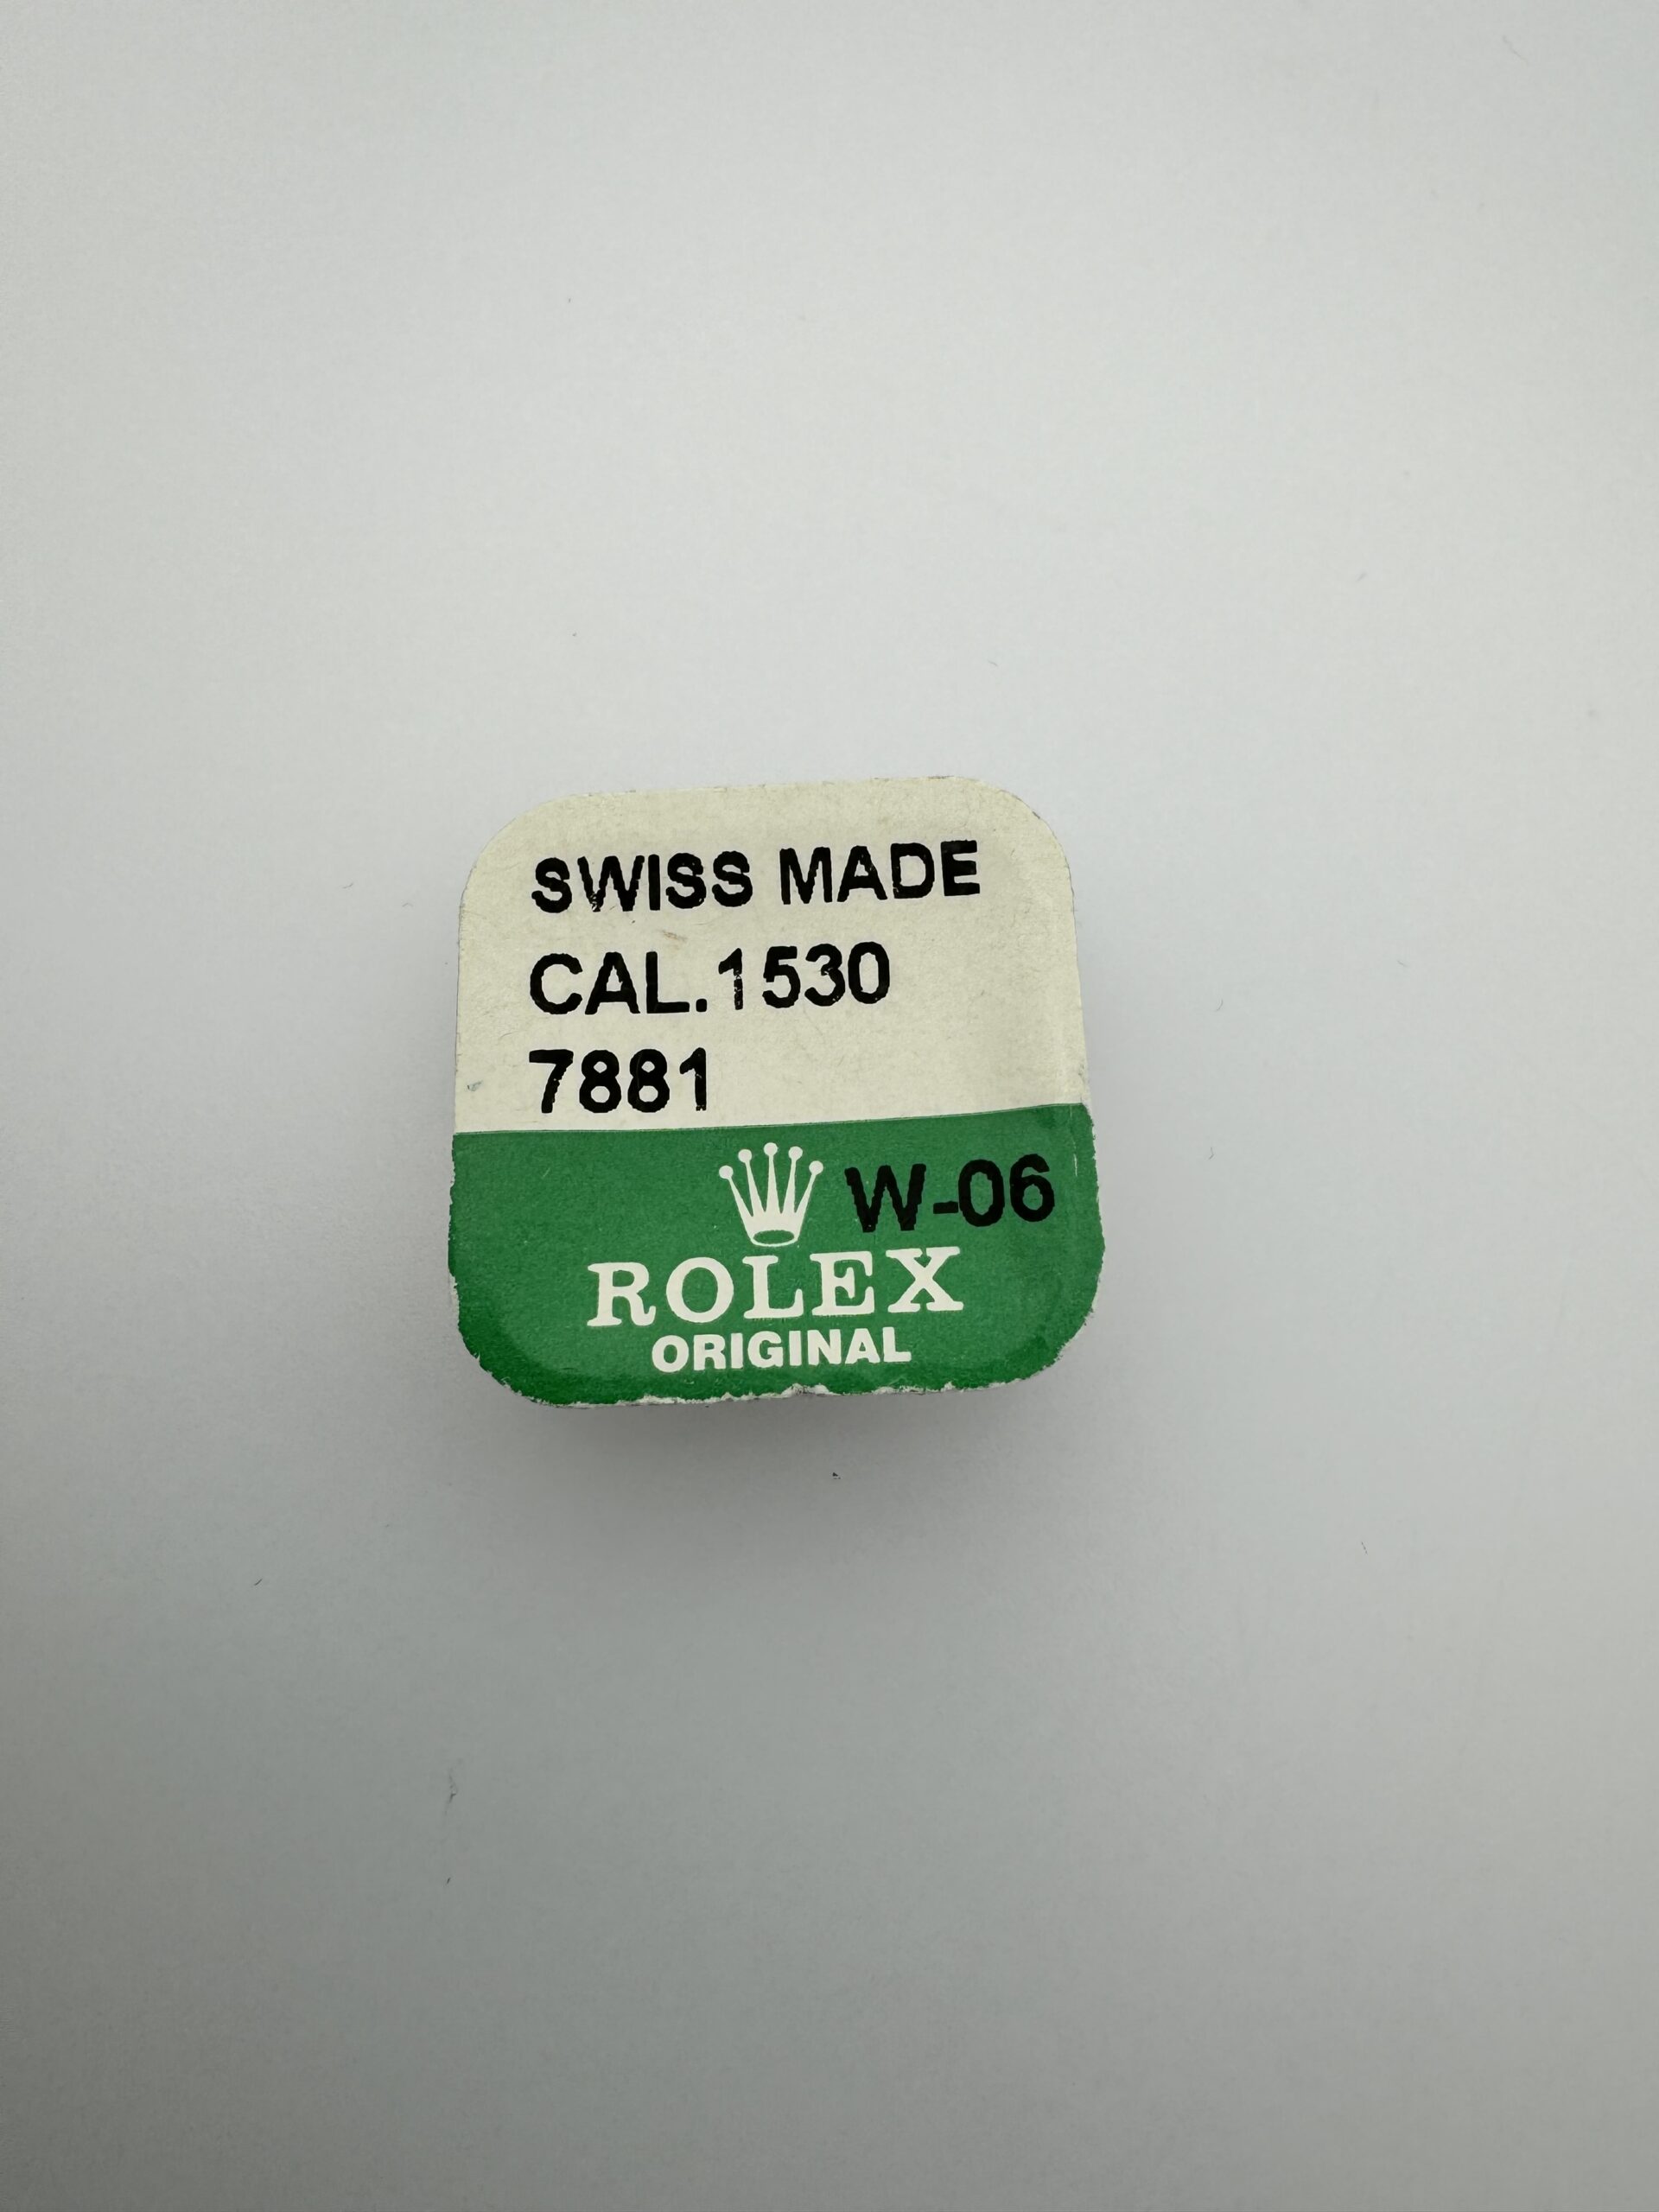 SWISS MADE
CAL.1530
7881
W-06
ROLEX
ORIGINAL